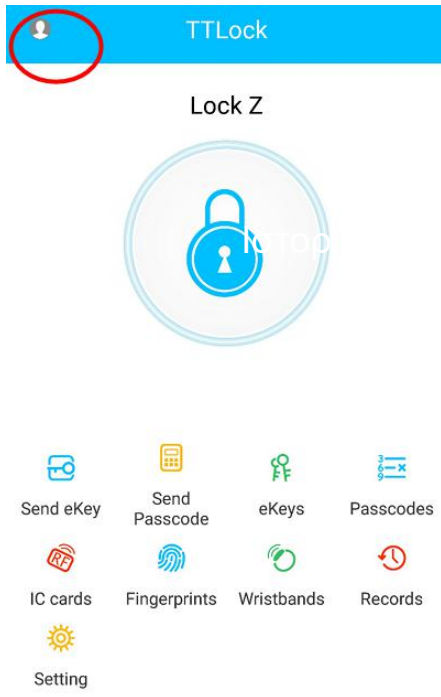 TTLock
Lock Z
Send eKey
Send
Passcode
eKeys
Passcodes
IC cards
Fingerprints
Wristbands
Records
Setting